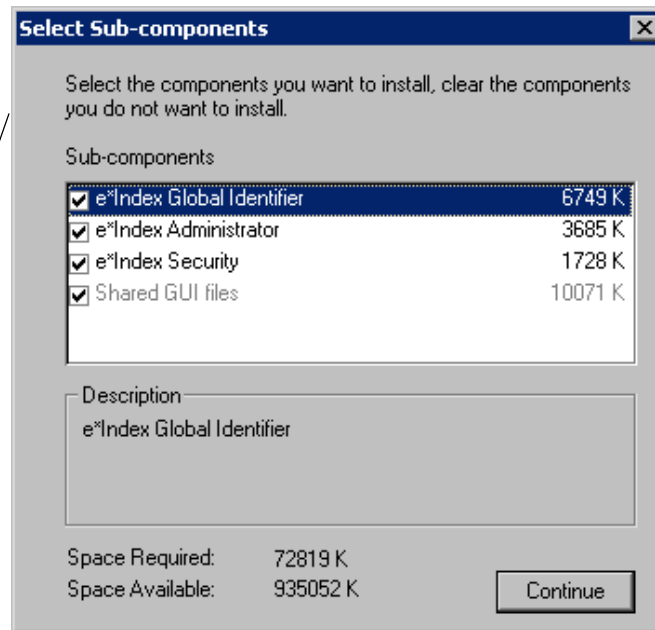 Select Sub-components
Select the components you want to install, clear the components
you do not want to install.
Sub-components
e*Index Global Identifier 6749 K
e*Index Administrator 3685 K
e*Index Security 1728 K
Shared GUI files 10071 K
Description
e*Index Global Identifier
Space Required: 72819 K
Space Available: 935052 K
Continue